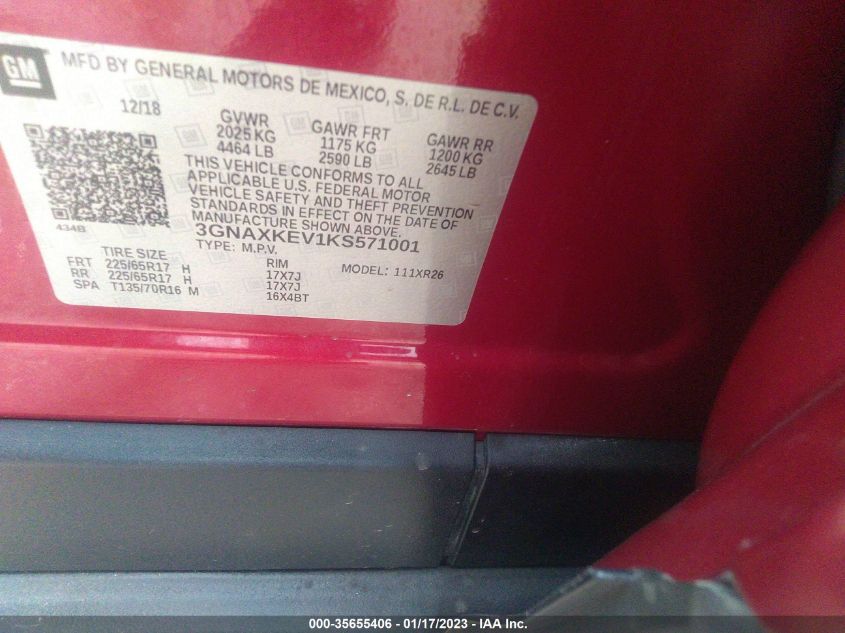 GM MFD BY GENERAL MOTORS DE MEXICO, S. DE R.L. DE C.V.
12/18 GVWR GAWR FRT GAWR RR
2025 KG 1175 KG 1200 KG
4464 LB 2590 LB 2645 LB
THIS VEHICLE CONFORMS TO ALL
APPLICABLE U.S. FEDERAL MOTOR
VEHICLE SAFETY AND THEFT PREVENTION
STANDARDS IN EFFECT ON THE DATE OF
MANUFACTURE SHOWN ABOVE.
434B
3GNAXKEV1KS571001
TYPE: M.P.V. MODEL: 111XR26
TIRE SIZE RIM
FRT 225/65R17 H 17X7J
RR 225/65R17 H 17X7J
SPA T135/70R16 M 16X4BT
000-35655406 - 01/17/2023 - IAA Inc.